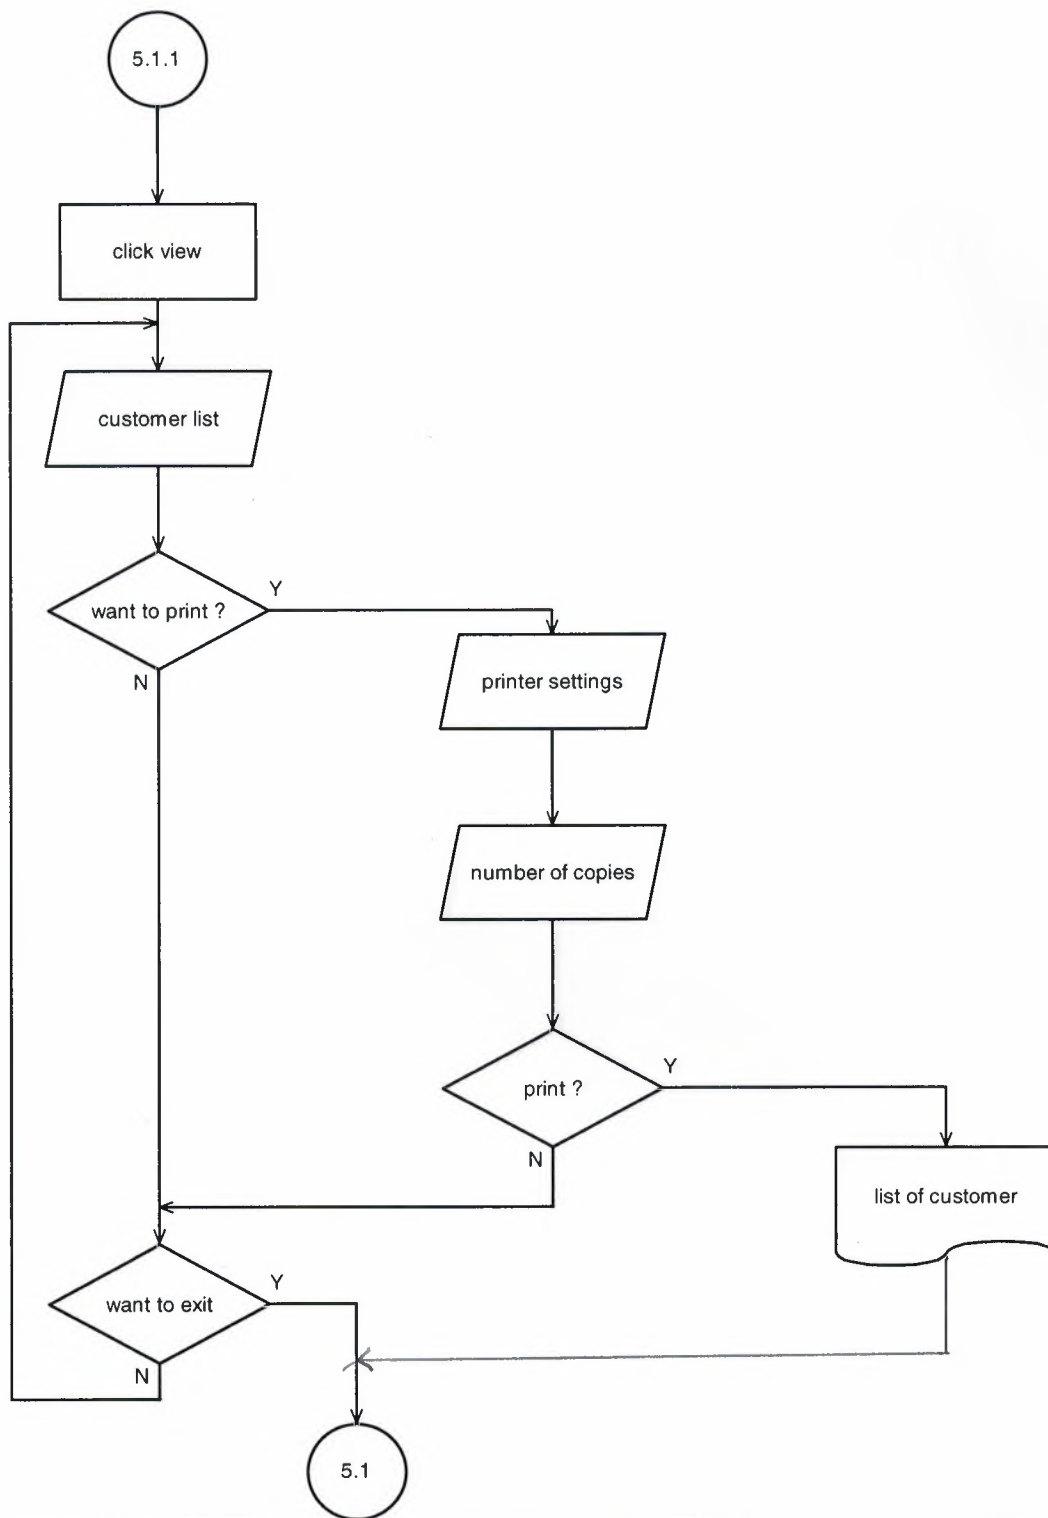 5.1.1
click view
customer list
want to print ?
Y
N
printer settings
number of copies
print ?
Y
N
list of customer
want to exit
Y
N
5.1